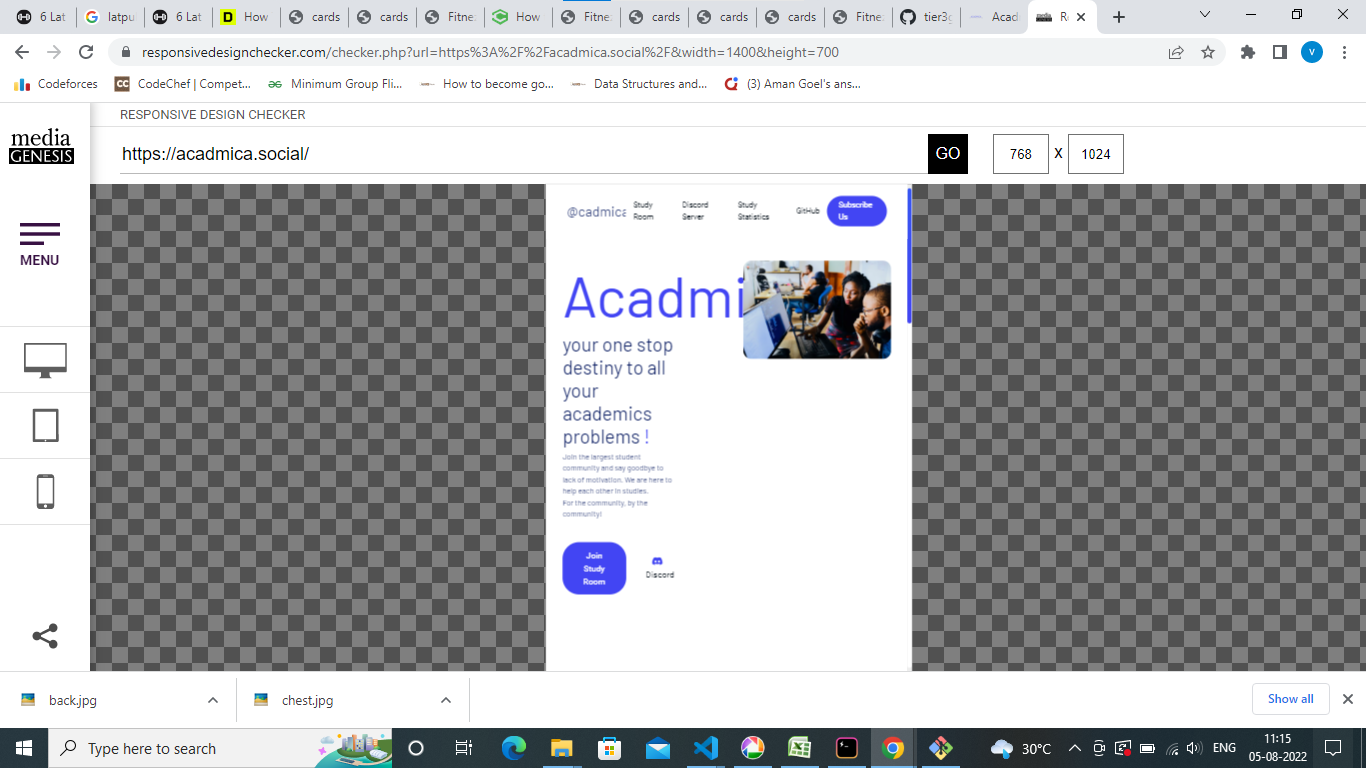 6 Lat
latpu
6 Lat
How
cards
cards
Fitne
How
Fitne
cards
cards
cards
Fitne
tier3g
Acad
Re
responsivedesignchecker.com/checker.php?url=https%3A%2F%2Facadmica.social%2F&width=1400&height=700
v
Codeforces
CodeChef | Compet...
Minimum Group Fli...
How to become go...
Data Structures and...
(3) Aman Goel's ans...
media
GENESIS
RESPONSIVE DESIGN CHECKER
https://acadmica.social/
GO
768 X 1024
MENU
@cadmica
Study
Room
Discord
Server
Study
Statistics
GitHub
Subscribe
Us
Acadmi
your one stop
destiny to all
your
academics
problems !
Join the largest student
community and say goodbye to
lack of motivation. We are here to
help each other in studies.
For the community, by the
community!
Join
Study
Room
Discord
back.jpg
chest.jpg
Show all
Type here to search
30°C
ENG
11:15
05-08-2022